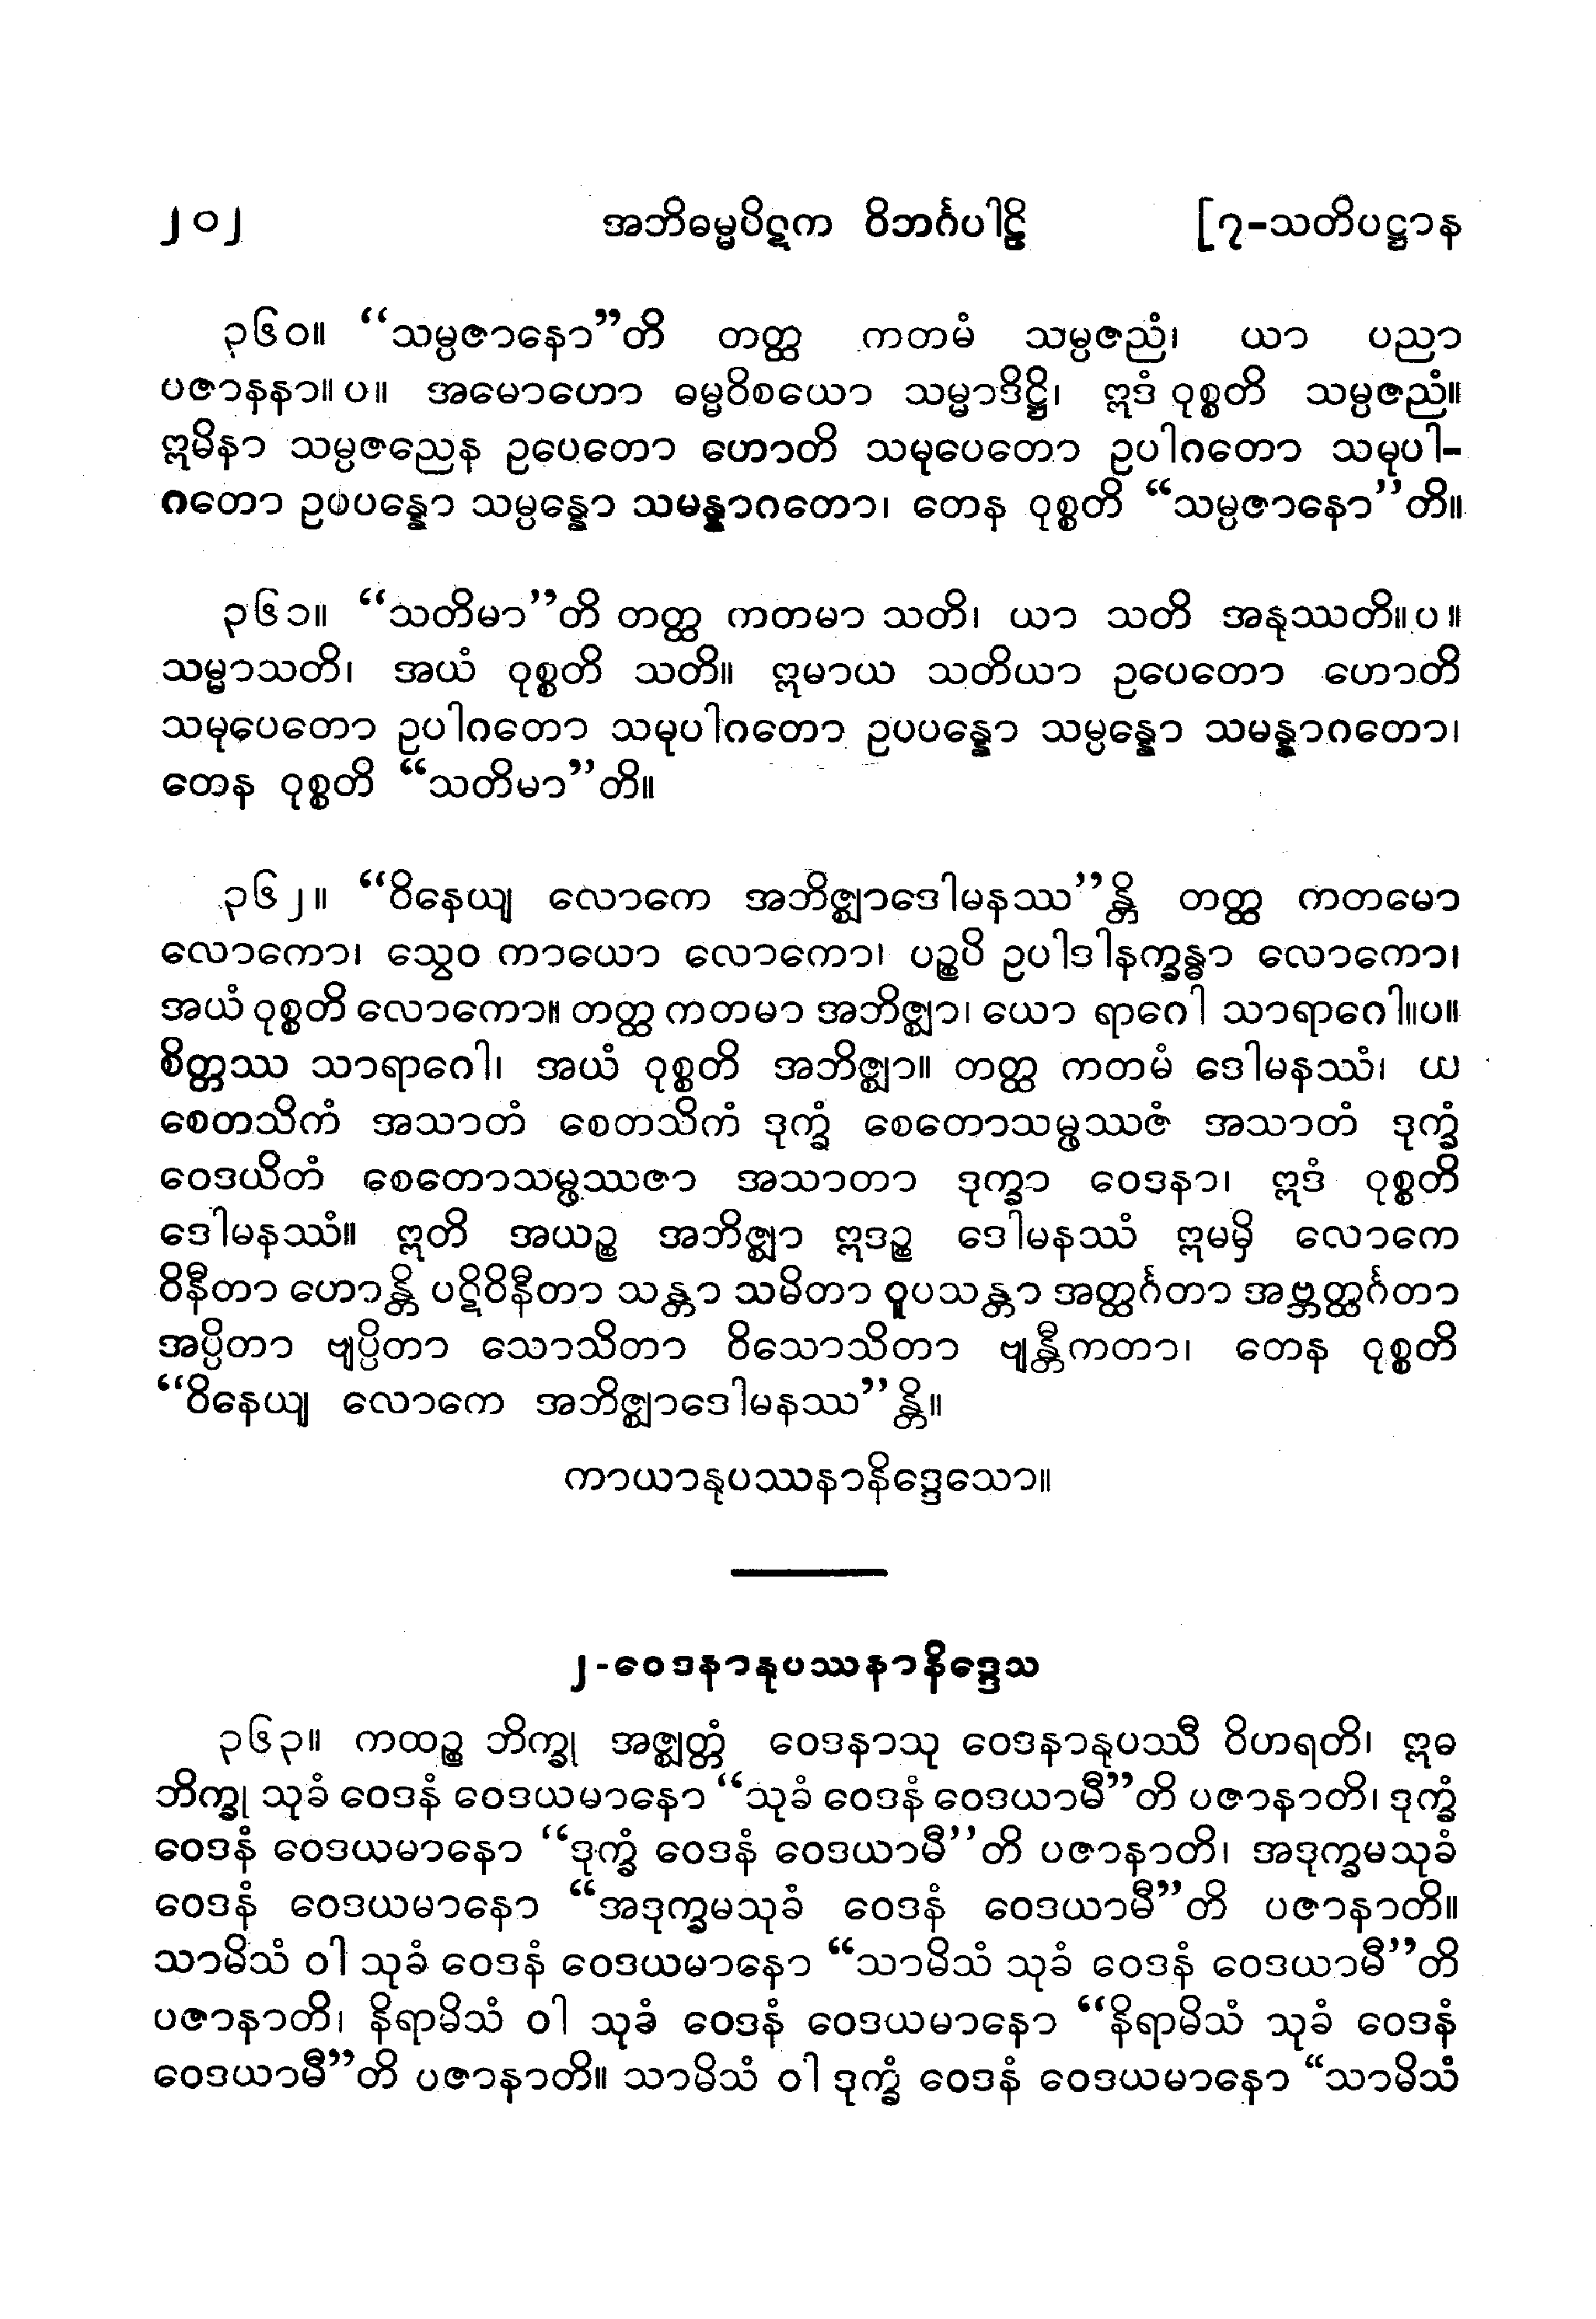 ၂၀၂ အဘိဓမ္မပိဋက ဝိဘင်္ဂပါဠိ [၇-သတိပဋ္ဌာန
၃၆၀။ “သမ္ပဇာနော”တိ တတ္ထ ကတမံ သမ္ပဇညံ၊ ယာ ပညာ
ပဇာနနာ။ပ။ အမောဟော ဓမ္မဝိစယော သမ္မာဒိဋ္ဌိ၊ ဣဒံ ဝုစ္စတိ သမ္ပဇညံ။
ဣမိနာ သမ္ပဇညေန ဥပေတော ဟောတိ သမုပေတော ဥပါဂတော သမုပါ-
ဂတော ဥပပန္နော သမ္ပန္နော သမန္နာဂတော၊ တေန ဝုစ္စတိ “သမ္ပဇာနော”တိ။
၃၆၁။ “သတိမာ”တိ တတ္ထ ကတမာ သတိ၊ ယာ သတိ အနုဿတိ။ပ။
သမ္မာသတိ၊ အယံ ဝုစ္စတိ သတိ။ ဣမာယ သတိယာ ဥပေတော ဟောတိ
သမုပေတော ဥပါဂတော သမုပါဂတော ဥပပန္နော သမ္ပန္နော သမန္နာဂတော၊
တေန ဝုစ္စတိ “သတိမာ”တိ။
၃၆၂။ “ဝိနေယျ လောကေ အဘိဇ္ဈာဒေါမနဿ”န္တိ တတ္ထ ကတမော
လောကော၊ သွေဝ ကာယော လောကော၊ ပဉ္စပိ ဥပါဒါနက္ခန္ဓာ လောကော၊
အယံ ဝုစ္စတိ လောကော။ တတ္ထ ကတမာ အဘိဇ္ဈာ၊ ယော ရာဂေါ သာရာဂေါ။ပ။
စိတ္တဿ သာရာဂေါ၊ အယံ ဝုစ္စတိ အဘိဇ္ဈာ။ တတ္ထ ကတမံ ဒေါမနဿံ၊ ယံ
စေတသိကံ အသာတံ စေတသိကံ ဒုက္ခံ စေတောသမ္ဖဿဇံ အသာတံ ဒုက္ခံ
ဝေဒယိတံ စေတောသမ္ဖဿဇာ အသာတာ ဒုက္ခာ ဝေဒနာ၊ ဣဒံ ဝုစ္စတိ
ဒေါမနဿံ။ ဣတိ အယဉ္စ အဘိဇ္ဈာ ဣဒဉ္စ ဒေါမနဿံ ဣမမှိ လောကေ
ဝိနီတာ ဟောန္တိ ပဋိဝိနီတာ သန္တာ သမိတာ ဝူပသန္တာ အတ္ထင်္ဂတာ အဗ္ဘတ္ထင်္ဂတာ
အပ္ပိတာ ဗျပ္ပိတာ သောသိတာ ဝိသောသိတာ ဗျန္တီကတာ၊ တေန ဝုစ္စတိ
“ဝိနေယျ လောကေ အဘိဇ္ဈာဒေါမနဿ”န္တိ။
ကာယာနုပဿနာနိဒ္ဒေသော။
၂-ဝေဒနာနုပဿနာနိဒ္ဒေသ
၃၆၃။ ကထဉ္စ ဘိက္ခု အဇ္ဈတ္တံ ဝေဒနာသု ဝေဒနာနုပဿီ ဝိဟရတိ၊ ဣဓ
ဘိက္ခု သုခံ ဝေဒနံ ဝေဒယမာနော “သုခံ ဝေဒနံ ဝေဒယာမီ”တိ ပဇာနာတိ၊ ဒုက္ခံ
ဝေဒနံ ဝေဒယမာနော “ဒုက္ခံ ဝေဒနံ ဝေဒယာမီ”တိ ပဇာနာတိ၊ အဒုက္ခမသုခံ
ဝေဒနံ ဝေဒယမာနော “အဒုက္ခမသုခံ ဝေဒနံ ဝေဒယာမီ”တိ ပဇာနာတိ။
သာမိသံ ဝါ သုခံ ဝေဒနံ ဝေဒယမာနော “သာမိသံ သုခံ ဝေဒနံ ဝေဒယာမီ”တိ
ပဇာနာတိ၊ နိရာမိသံ ဝါ သုခံ ဝေဒနံ ဝေဒယမာနော “နိရာမိသံ သုခံ ဝေဒနံ
ဝေဒယာမီ”တိ ပဇာနာတိ။ သာမိသံ ဝါ ဒုက္ခံ ဝေဒနံ ဝေဒယမာနော “သာမိသံ